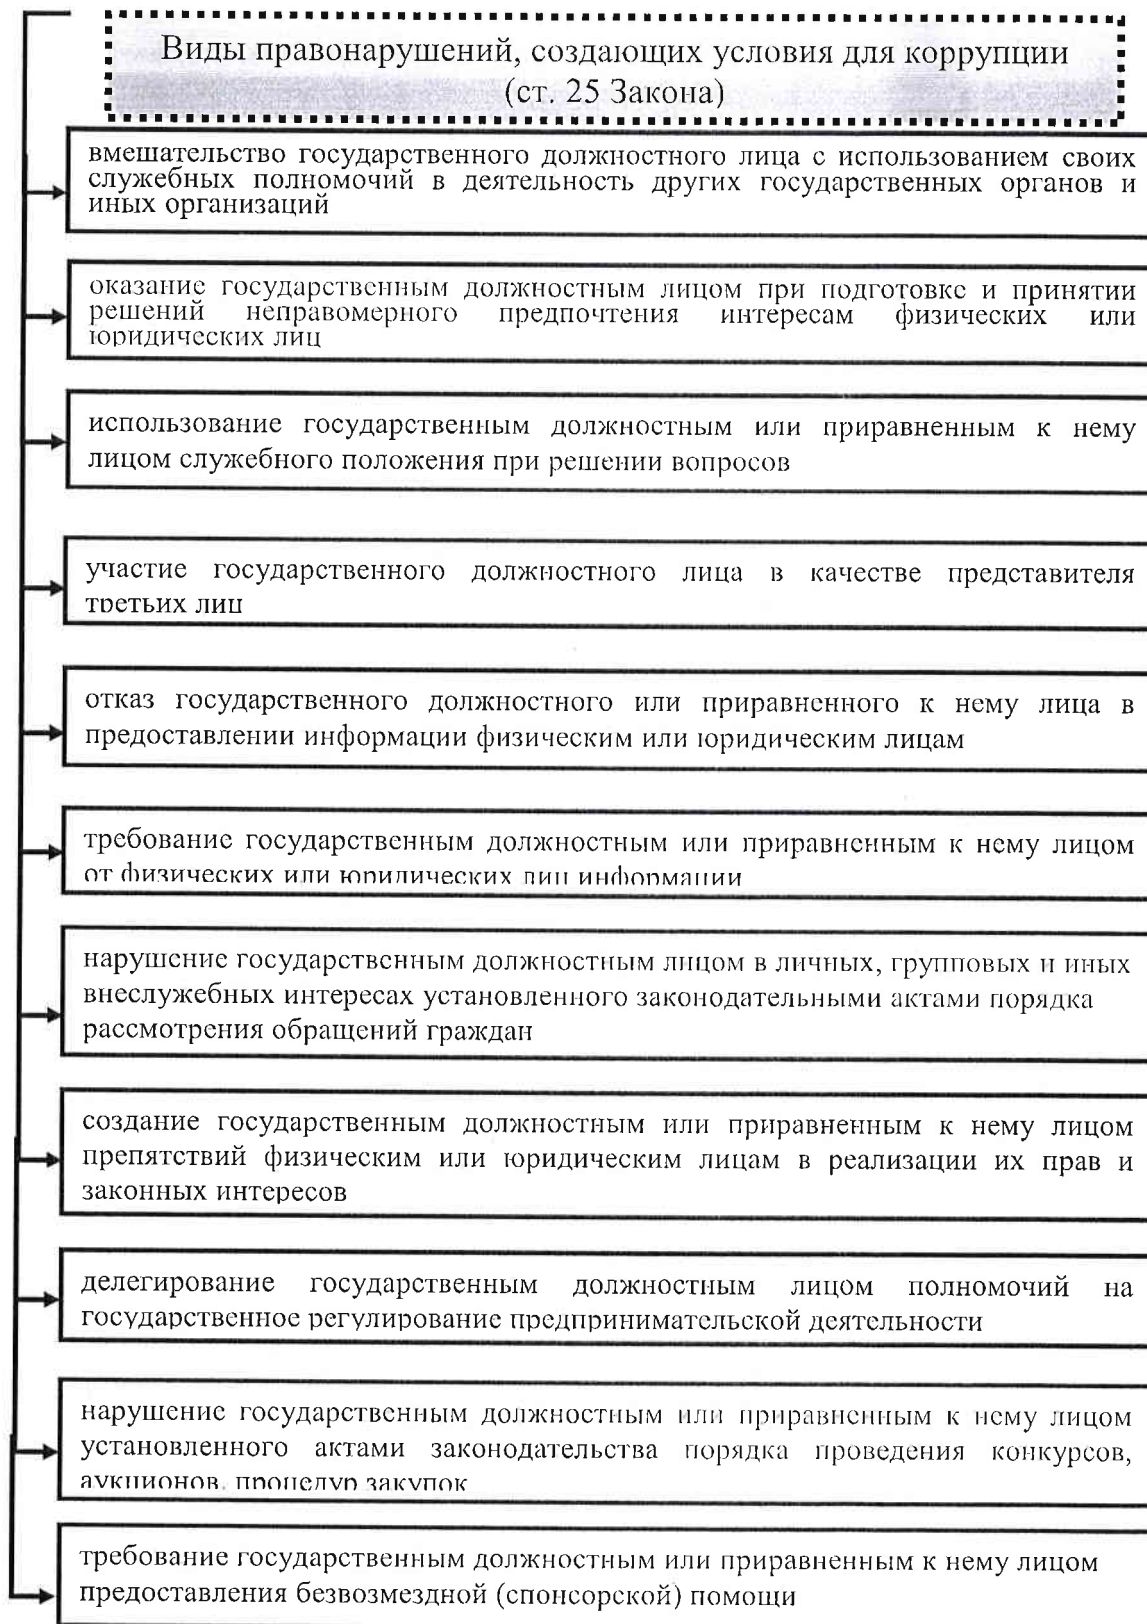 Виды правонарушений, создающих условия для коррупции
(ст. 25 Закона)
вмешательство государственного должностного лица с использованием своих
служебных полномочий в деятельность других государственных органов и
иных организаций
оказание государственным должностным лицом при подготовке и принятии
решений неправомерного предпочтения интересам физических или
юридических лиц
использование государственным должностным или приравненным к нему
лицом служебного положения при решении вопросов
участие государственного должностного лица в качестве представителя
третьих лиц
отказ государственного должностного или приравненного к нему лица в
предоставлении информации физическим или юридическим лицам
требование государственным должностным или приравненным к нему лицом
от физических или юридических лиц информации
нарушение государственным должностным лицом в личных, групповых и иных
внеслужебных интересах установленного законодательными актами порядка
рассмотрения обращений граждан
создание государственным должностным или приравненным к нему лицом
препятствий физическим или юридическим лицам в реализации их прав и
законных интересов
делегирование государственным должностным лицом полномочий на
государственное регулирование предпринимательской деятельности
нарушение государственным должностным или приравненным к нему лицом
установленного актами законодательства порядка проведения конкурсов,
аукционов, процедур закупок
требование государственным должностным или приравненным к нему лицом
предоставления безвозмездной (спонсорской) помощи